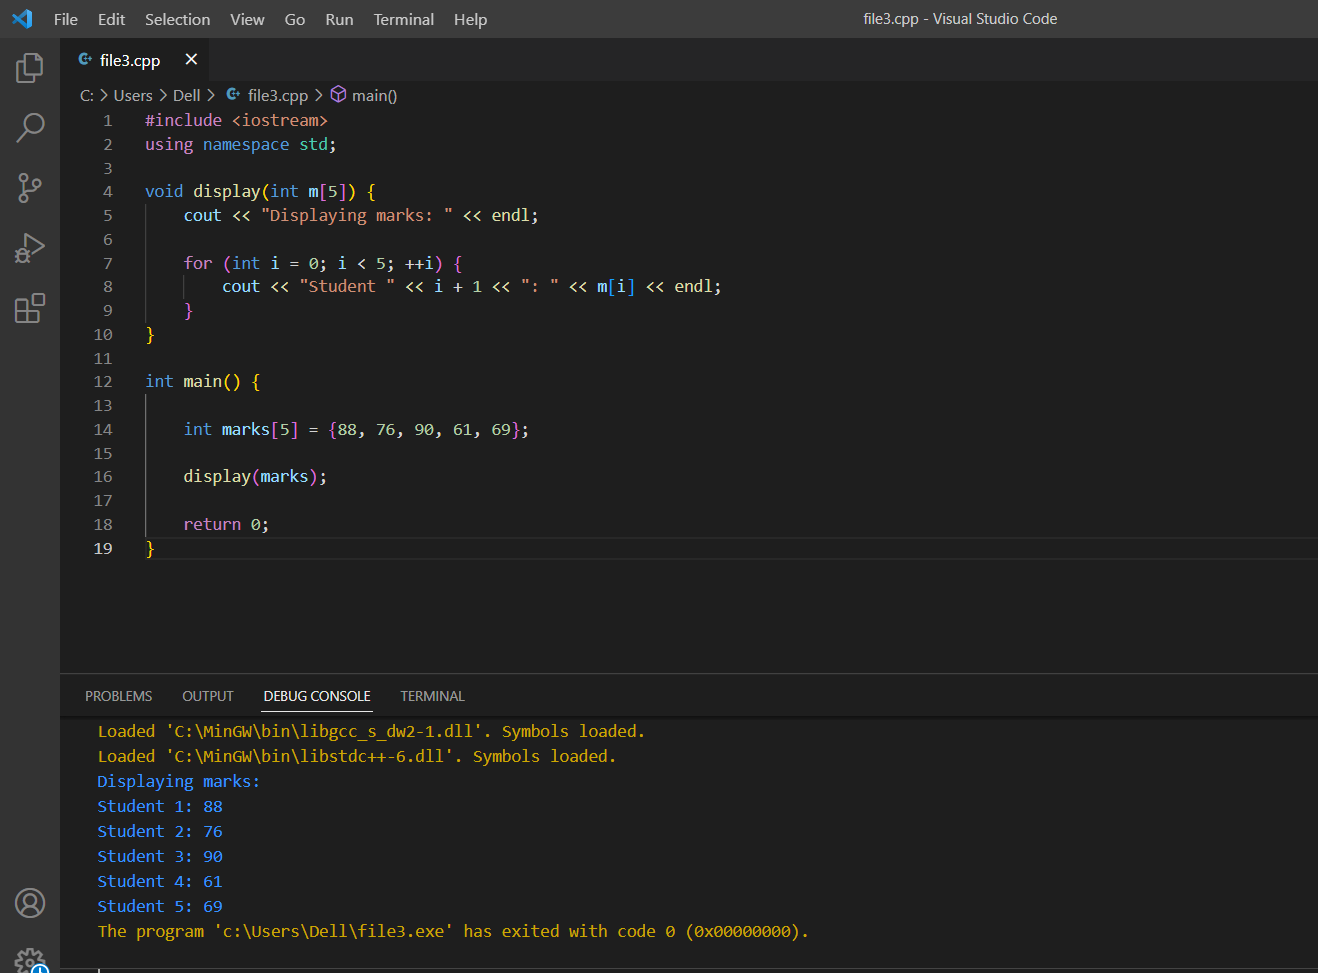 File Edit Selection View Go Run Terminal Help file3.cpp - Visual Studio Code
file3.cpp
C: > Users > Dell > file3.cpp > main()
1 #include <iostream>
2 using namespace std;
3
4 void display(int m[5]) {
5 cout << "Displaying marks: " << endl;
6
7 for (int i = 0; i < 5; ++i) {
8 cout << "Student " << i + 1 << ": " << m[i] << endl;
9 }
10 }
11
12 int main() {
13
14 int marks[5] = {88, 76, 90, 61, 69};
15
16 display(marks);
17
18 return 0;
19 }
PROBLEMS OUTPUT DEBUG CONSOLE TERMINAL
Loaded 'C:\MinGW\bin\libgcc_s_dw2-1.dll'. Symbols loaded.
Loaded 'C:\MinGW\bin\libstdc++-6.dll'. Symbols loaded.
Displaying marks:
Student 1: 88
Student 2: 76
Student 3: 90
Student 4: 61
Student 5: 69
The program 'c:\Users\Dell\file3.exe' has exited with code 0 (0x00000000).